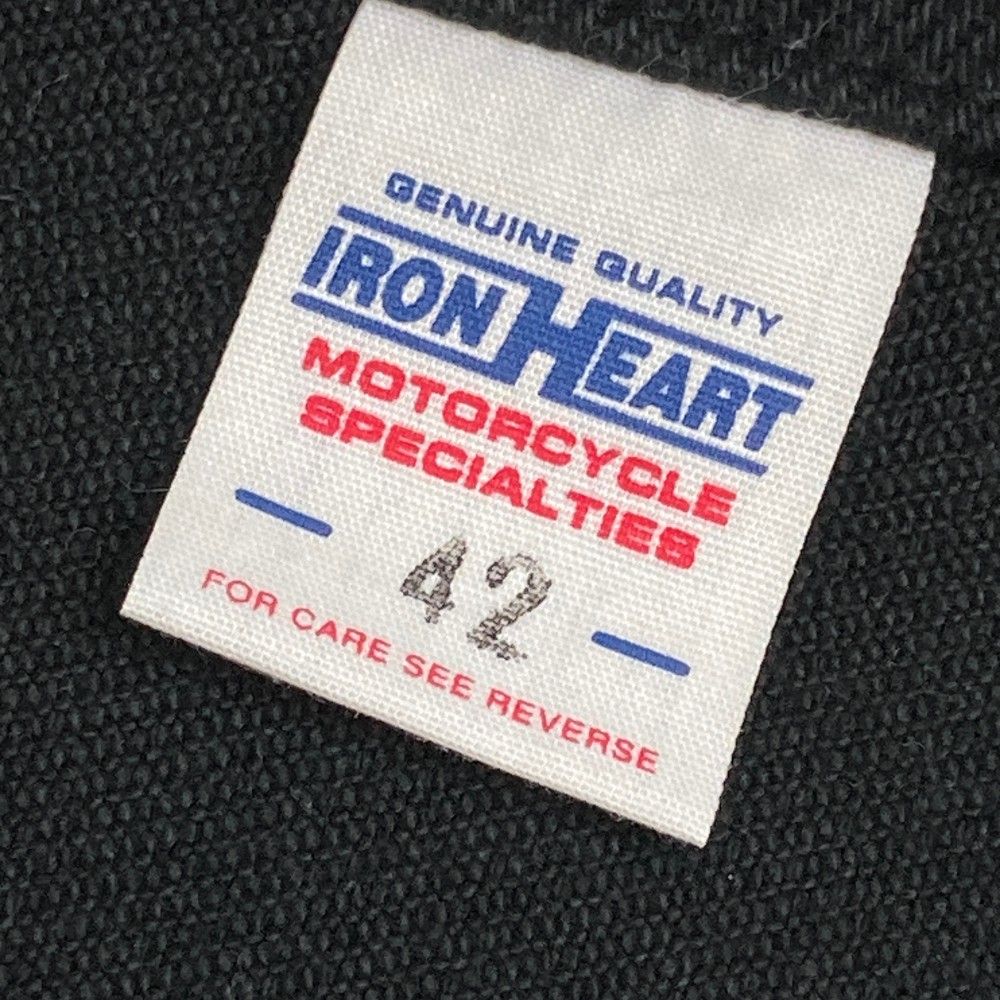 GENUINE QUALITY
IRON HEART
MOTORCYCLE
SPECIALTIES
42
FOR CARE SEE REVERSE